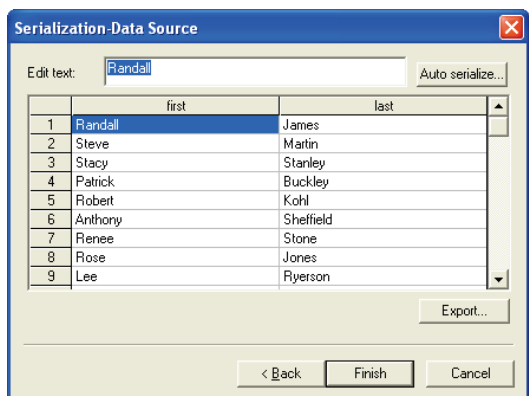 Serialization-Data Source
Edit text: Randall Auto serialize...
first last
1 Randall James
2 Steve Martin
3 Stacy Stanley
4 Patrick Buckley
5 Robert Kohl
6 Anthony Sheffield
7 Renee Stone
8 Rose Jones
9 Lee Ryerson
Export...
< Back Finish Cancel